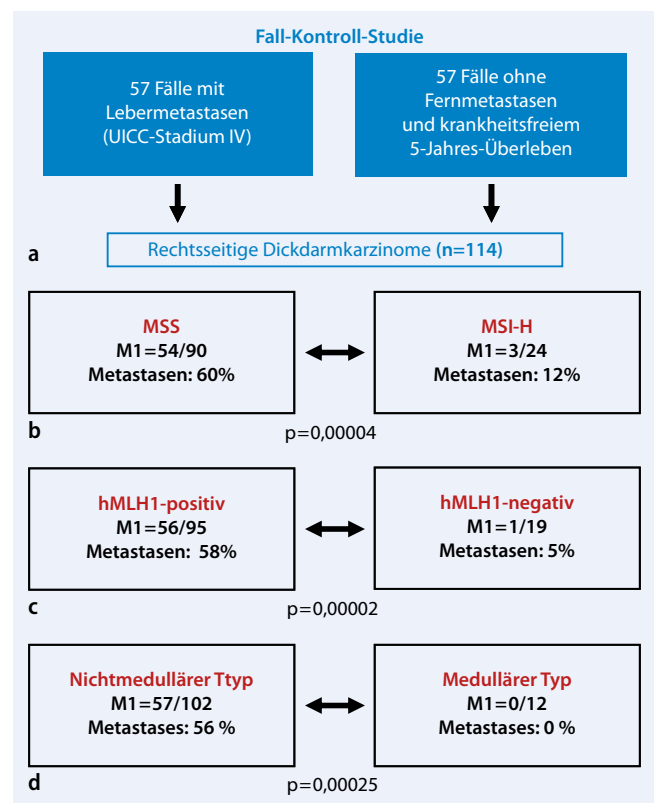 Fall-Kontroll-Studie
57 Fälle mit
Lebermetastasen
(UICC-Stadium IV)
57 Fälle ohne
Fernmetastasen
und krankheitsfreiem
5-Jahres-Überleben
a
Rechtsseitige Dickdarmkarzinome (n=114)
MSS
M1=54/90
Metastasen: 60%
MSI-H
M1=3/24
Metastasen: 12%
b
p=0,00004
hMLH1-positiv
M1=56/95
Metastasen: 58%
hMLH1-negativ
M1=1/19
Metastasen: 5%
c
p=0,00002
Nichtmedullärer Ttyp
M1=57/102
Metastases: 56 %
Medullärer Typ
M1=0/12
Metastases: 0 %
d
p=0,00025